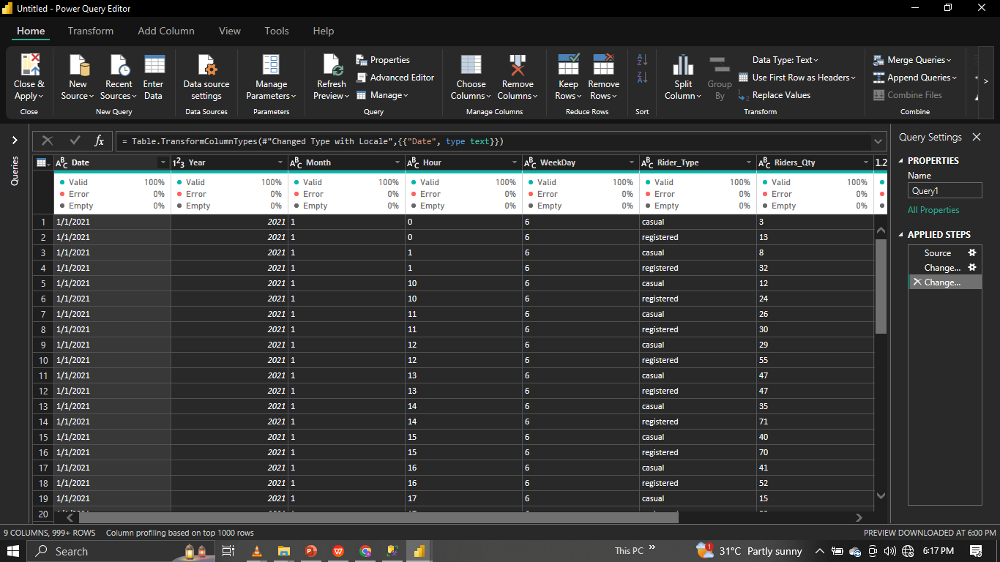 Untitled - Power Query Editor
Home Transform Add Column View Tools Help
Close & Apply
Close
New Source
Recent Sources
Enter Data
New Query
Data source settings
Data Sources
Manage Parameters
Parameters
Refresh Preview
Properties
Advanced Editor
Manage
Query
Choose Columns
Remove Columns
Manage Columns
Keep Rows
Remove Rows
Reduce Rows
Sort
Split Column
Group By
Data Type: Text
Use First Row as Headers
Replace Values
Transform
Merge Queries
Append Queries
Combine Files
Combine
Queries
fx = Table.TransformColumnTypes(#"Changed Type with Locale",{{"Date", type text}})
ABC Date 123 Year ABC Month ABC Hour ABC WeekDay ABC Rider_Type ABC Riders_Qty 1.2
Valid 100% Valid 100% Valid 100% Valid 100% Valid 100% Valid 100% Valid 100%
Error 0% Error 0% Error 0% Error 0% Error 0% Error 0% Error 0%
Empty 0% Empty 0% Empty 0% Empty 0% Empty 0% Empty 0% Empty 0%
1 1/1/2021 2021 1 0 6 casual 3
2 1/1/2021 2021 1 0 6 registered 13
3 1/1/2021 2021 1 1 6 casual 8
4 1/1/2021 2021 1 1 6 registered 32
5 1/1/2021 2021 1 10 6 casual 12
6 1/1/2021 2021 1 10 6 registered 24
7 1/1/2021 2021 1 11 6 casual 26
8 1/1/2021 2021 1 11 6 registered 30
9 1/1/2021 2021 1 12 6 casual 29
10 1/1/2021 2021 1 12 6 registered 55
11 1/1/2021 2021 1 13 6 casual 47
12 1/1/2021 2021 1 13 6 registered 47
13 1/1/2021 2021 1 14 6 casual 35
14 1/1/2021 2021 1 14 6 registered 71
15 1/1/2021 2021 1 15 6 casual 40
16 1/1/2021 2021 1 15 6 registered 70
17 1/1/2021 2021 1 16 6 casual 41
18 1/1/2021 2021 1 16 6 registered 52
19 1/1/2021 2021 1 17 6 casual 15
20
Query Settings
PROPERTIES
Name
Query1
All Properties
APPLIED STEPS
Source
Change...
Change...
9 COLUMNS, 999+ ROWS Column profiling based on top 1000 rows PREVIEW DOWNLOADED AT 6:00 PM
Search This PC » 1 31°C Partly sunny 6:17 PM